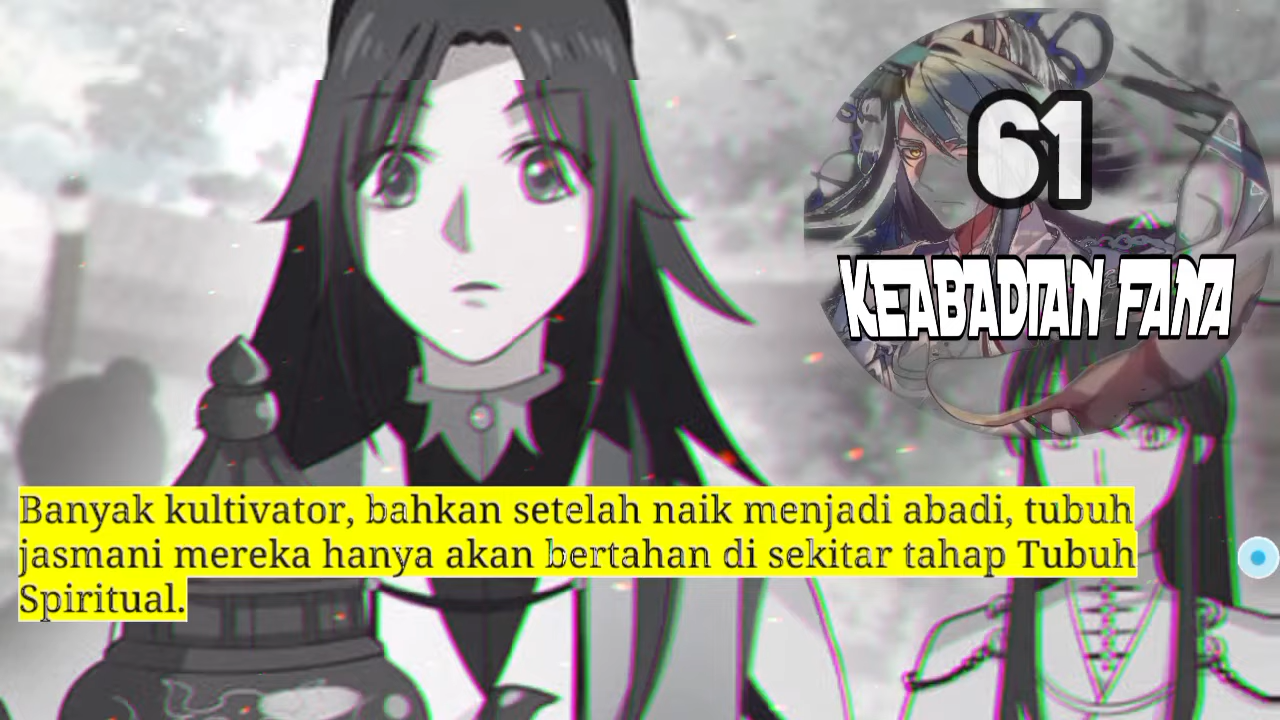 61
KEABADIAN FANA
Banyak kultivator, bahkan setelah naik menjadi abadi, tubuh
jasmani mereka hanya akan bertahan di sekitar tahap Tubuh
Spiritual.